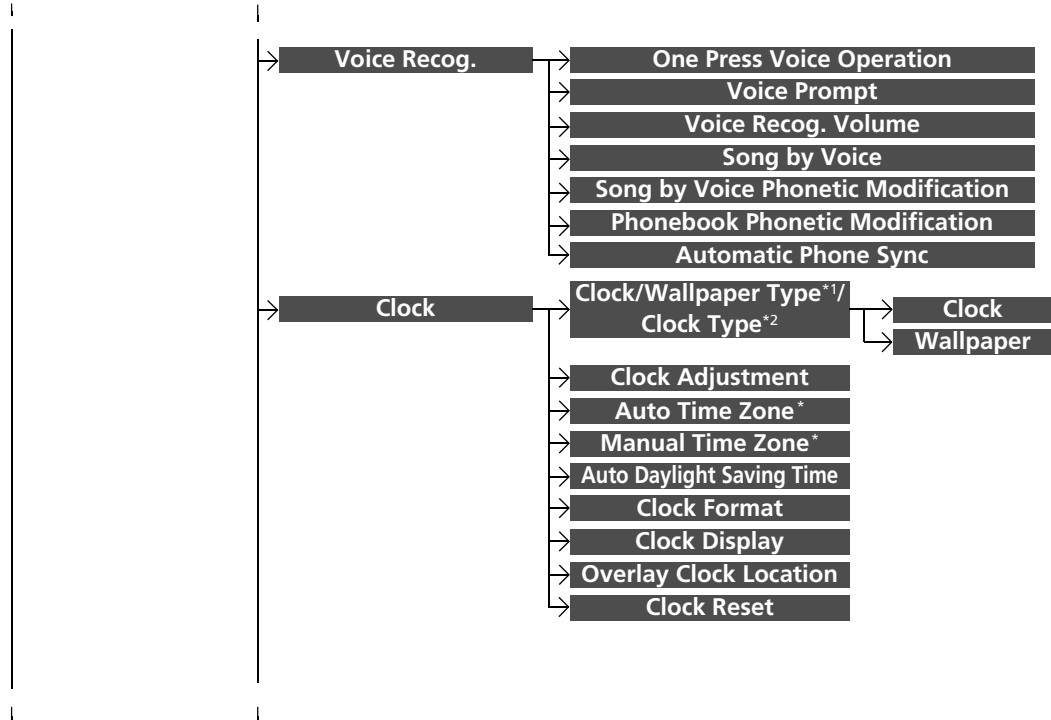 Voice Recog.
One Press Voice Operation
Voice Prompt
Voice Recog. Volume
Song by Voice
Song by Voice Phonetic Modification
Phonebook Phonetic Modification
Automatic Phone Sync
Clock
Clock/Wallpaper Type*1/
Clock Type*2
Clock
Wallpaper
Clock Adjustment
Auto Time Zone*
Manual Time Zone*
Auto Daylight Saving Time
Clock Format
Clock Display
Overlay Clock Location
Clock Reset